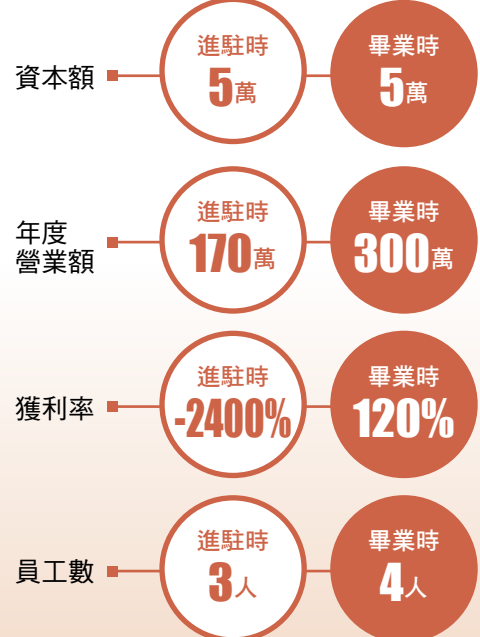 資本額
進駐時
5萬
畢業時
5萬
年度
營業額
進駐時
170萬
畢業時
300萬
獲利率
進駐時
-2400%
畢業時
120%
員工數
進駐時
3人
畢業時
4人